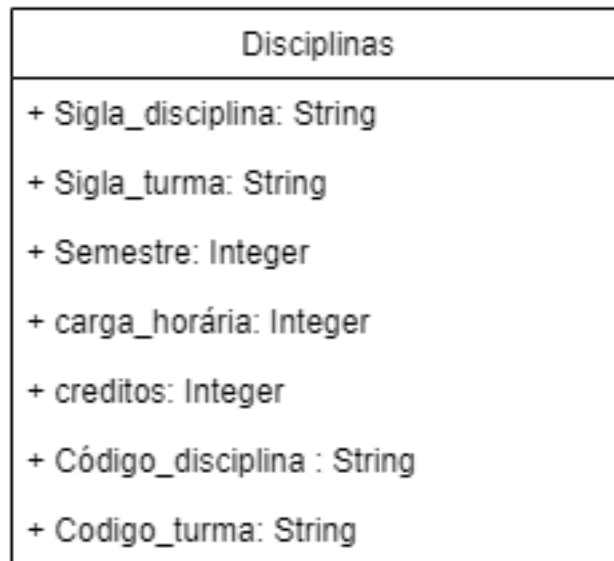 Disciplinas
+ Sigla_disciplina: String
+ Sigla_turma: String
+ Semestre: Integer
+ carga_horária: Integer
+ creditos: Integer
+ Código_disciplina : String
+ Codigo_turma: String